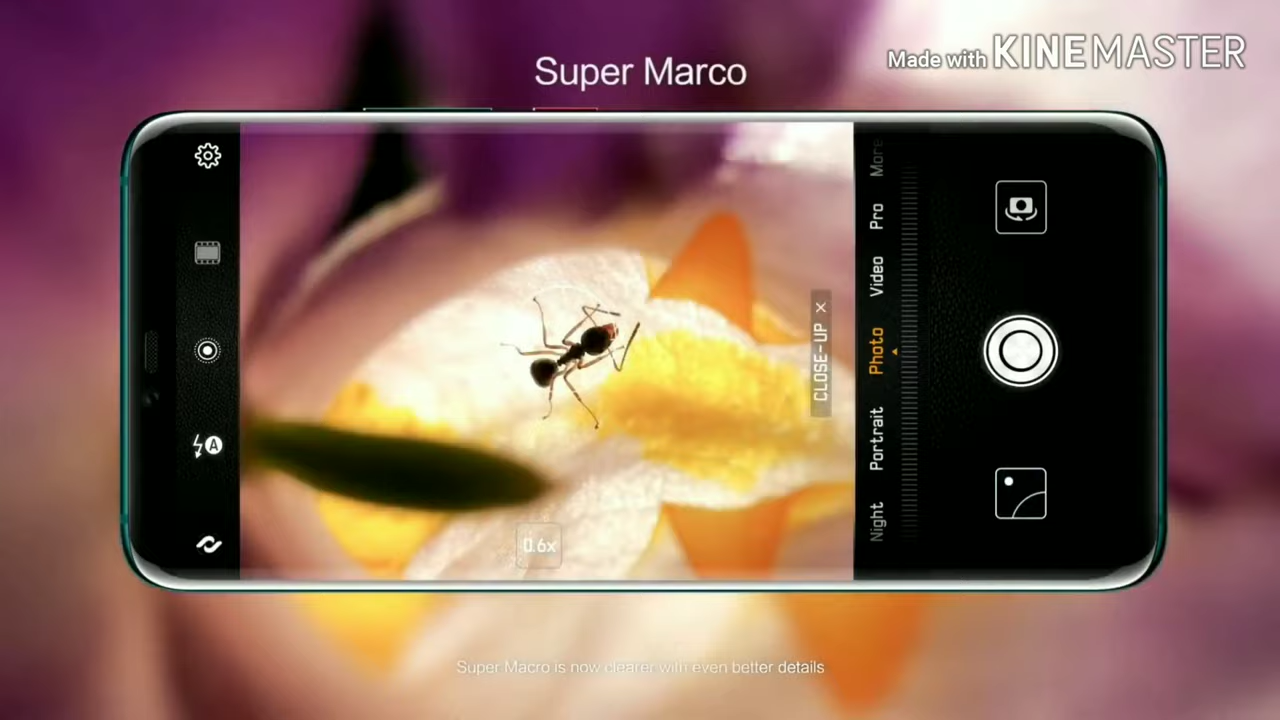 Made with KINEMASTER
Super Marco
More
Pro
Video
Photo
Portrait
Night
CLOSE-UP X
A
0.6x
Super Macro is now clearer with even better details